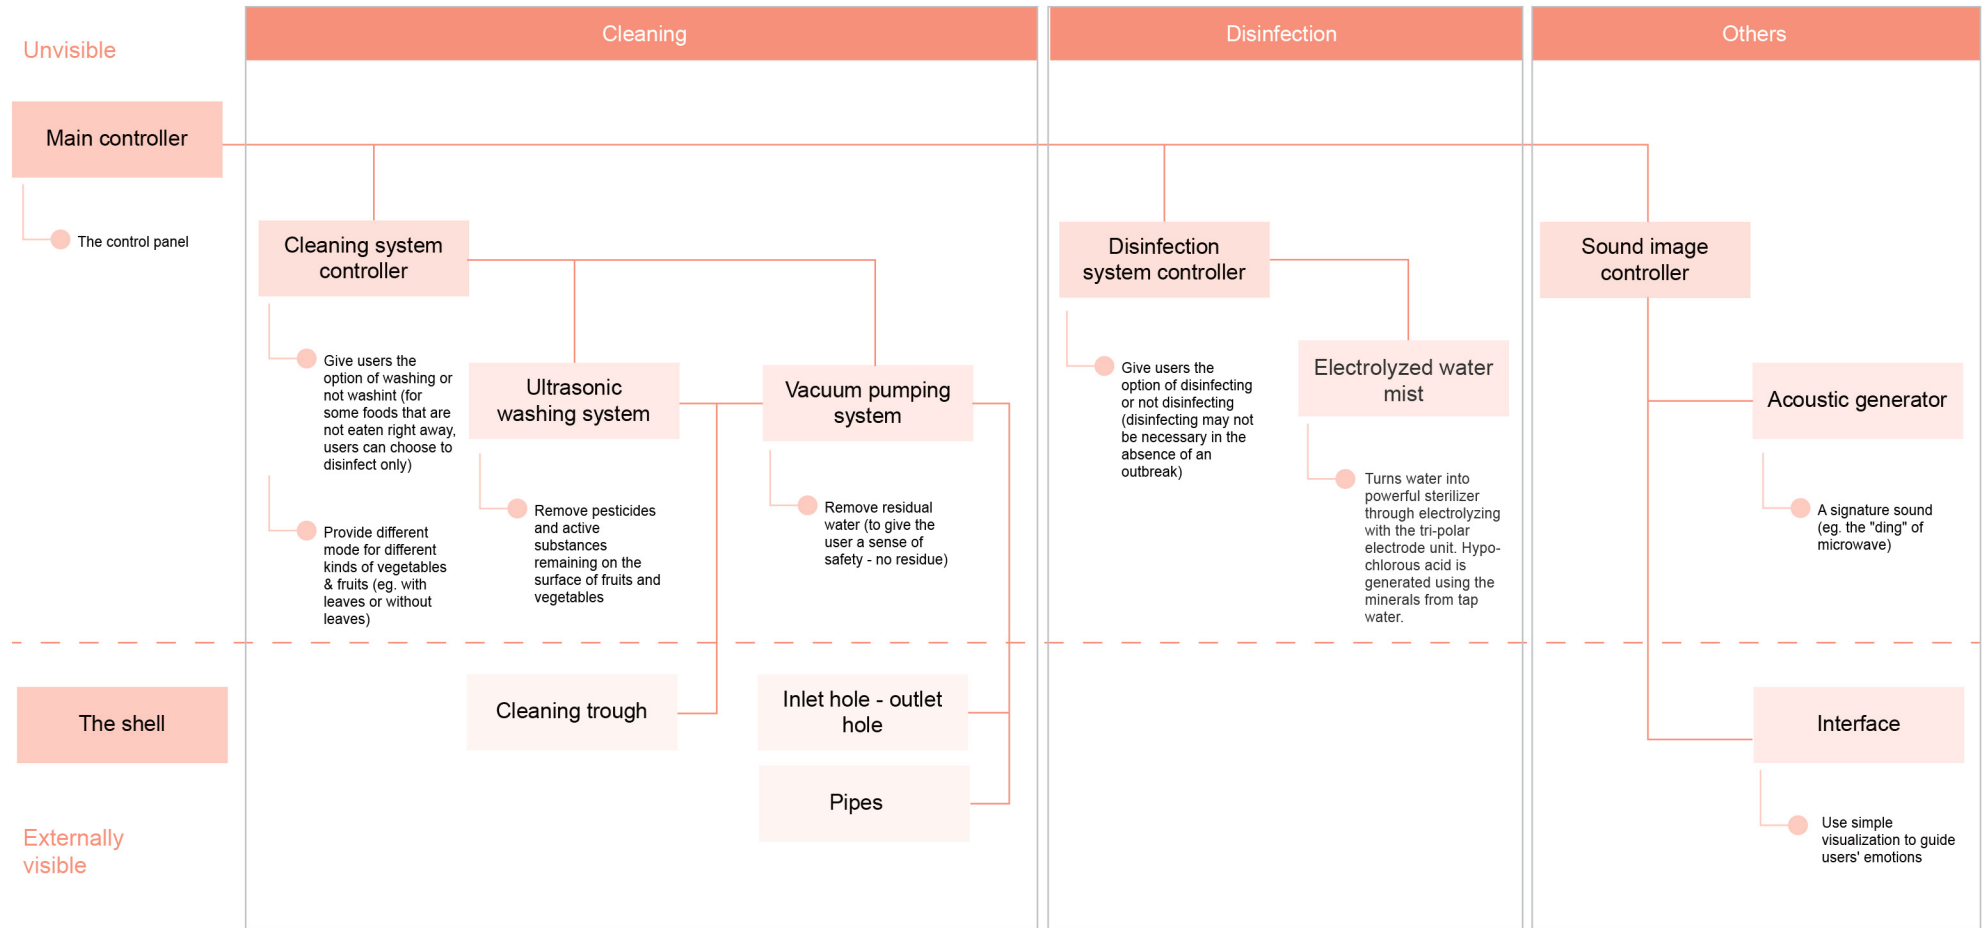 Unvisible
Cleaning
Disinfection
Others
Main controller
The control panel
Cleaning system
controller
Give users the
option of washing or
not washint (for
some foods that are
not eaten right away,
users can choose to
disinfect only)
Provide different
mode for different
kinds of vegetables
& fruits (eg. with
leaves or without
leaves)
Ultrasonic
washing system
Remove pesticides
and active
substances
remaining on the
surface of fruits and
vegetables
Vacuum pumping
system
Remove residual
water (to give the
user a sense of
safety - no residue)
Disinfection
system controller
Give users the
option of disinfecting
or not disinfecting
(disinfecting may not
be necessary in the
absence of an
outbreak)
Electrolyzed water
mist
Turns water into
powerful sterilizer
through electrolyzing
with the tri-polar
electrode unit. Hypo-
chlorous acid is
generated using the
minerals from tap
water.
Sound image
controller
Acoustic generator
A signature sound
(eg. the "ding" of
microwave)
The shell
Cleaning trough
Inlet hole - outlet
hole
Pipes
Interface
Use simple
visualization to guide
users' emotions
Externally
visible